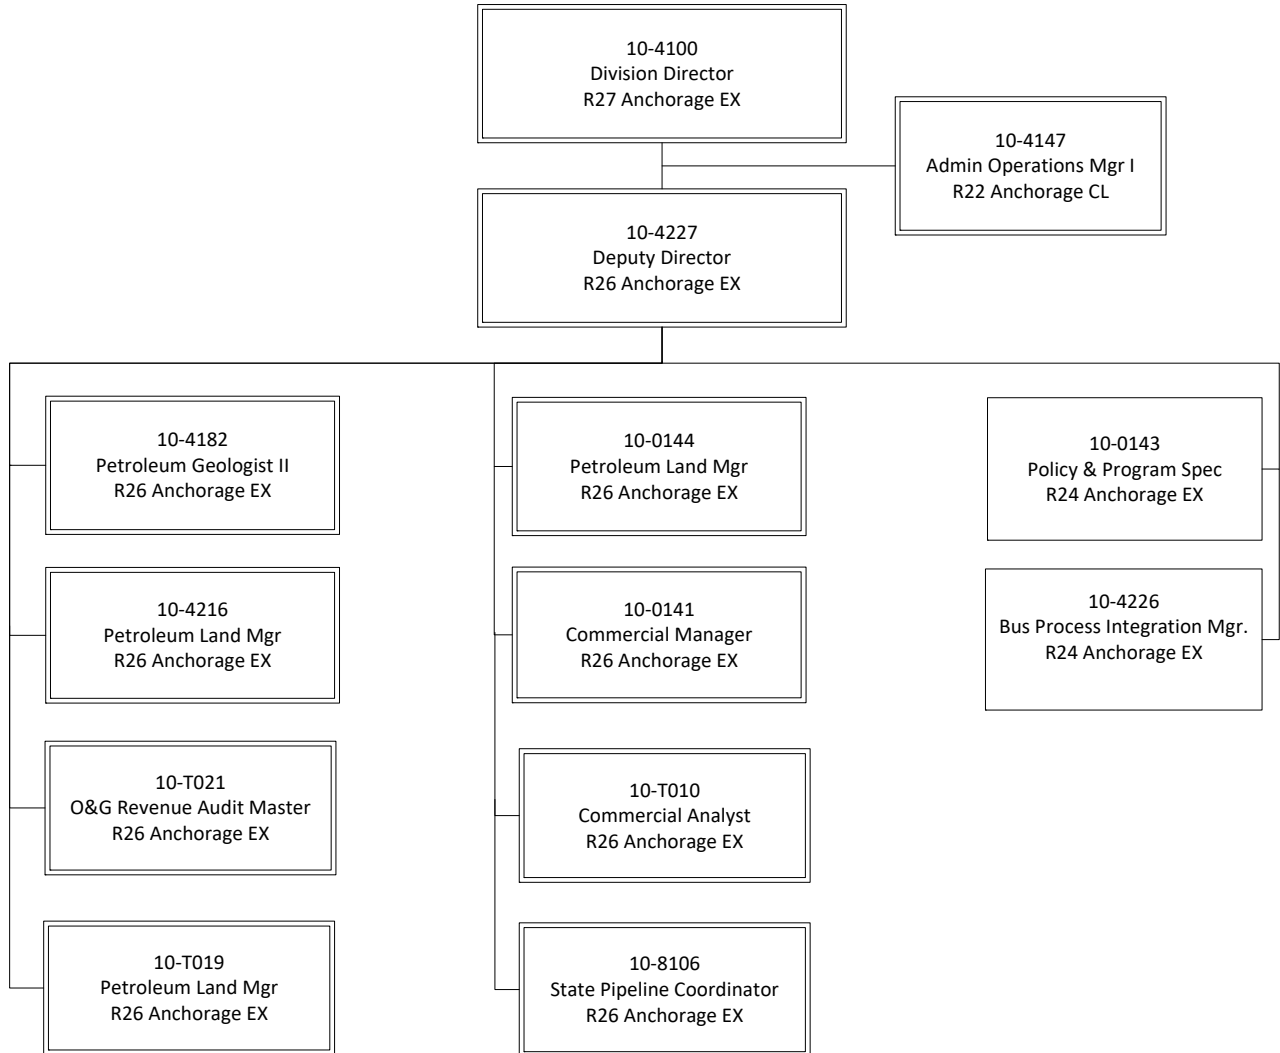 10-4100
Division Director
R27 Anchorage EX
10-4147
Admin Operations Mgr I
R22 Anchorage CL
10-4227
Deputy Director
R26 Anchorage EX
10-4182
Petroleum Geologist II
R26 Anchorage EX
10-0144
Petroleum Land Mgr
R26 Anchorage EX
10-0143
Policy & Program Spec
R24 Anchorage EX
10-4216
Petroleum Land Mgr
R26 Anchorage EX
10-0141
Commercial Manager
R26 Anchorage EX
10-4226
Bus Process Integration Mgr.
R24 Anchorage EX
10-T021
O&G Revenue Audit Master
R26 Anchorage EX
10-T010
Commercial Analyst
R26 Anchorage EX
10-T019
Petroleum Land Mgr
R26 Anchorage EX
10-8106
State Pipeline Coordinator
R26 Anchorage EX